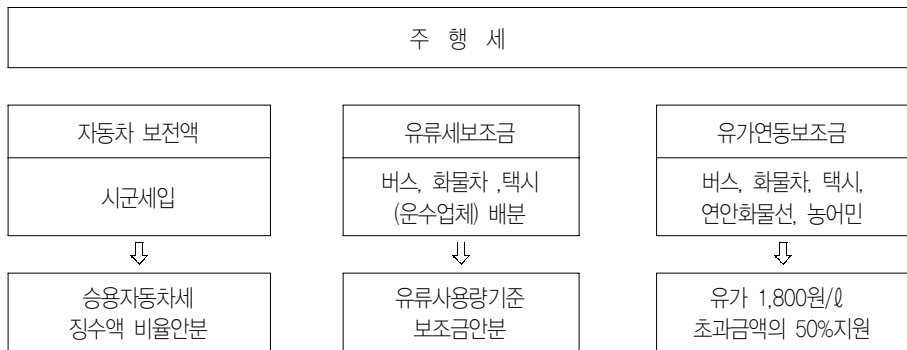 주 행 세
자동차 보전액
시군세입
승용자동차세
징수액 비율안분
유류세보조금
버스, 화물차 ,택시
(운수업체) 배분
유류사용량기준
보조금안분
유가연동보조금
버스, 화물차, 택시,
연안화물선, 농어민
유가 1,800원/ℓ
초과금액의 50%지원